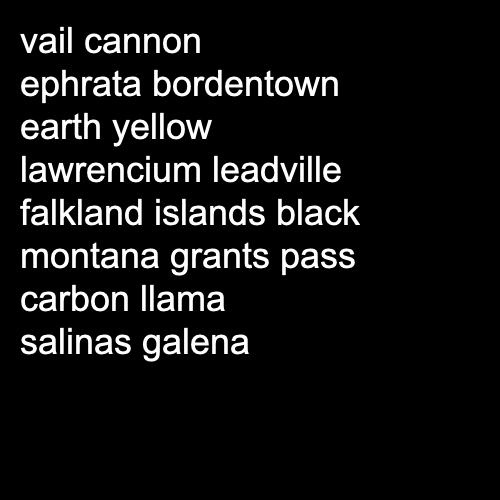 vail cannon
ephrata bordentown
earth yellow
lawrencium leadville
falkland islands black
montana grants pass
carbon llama
salinas galena